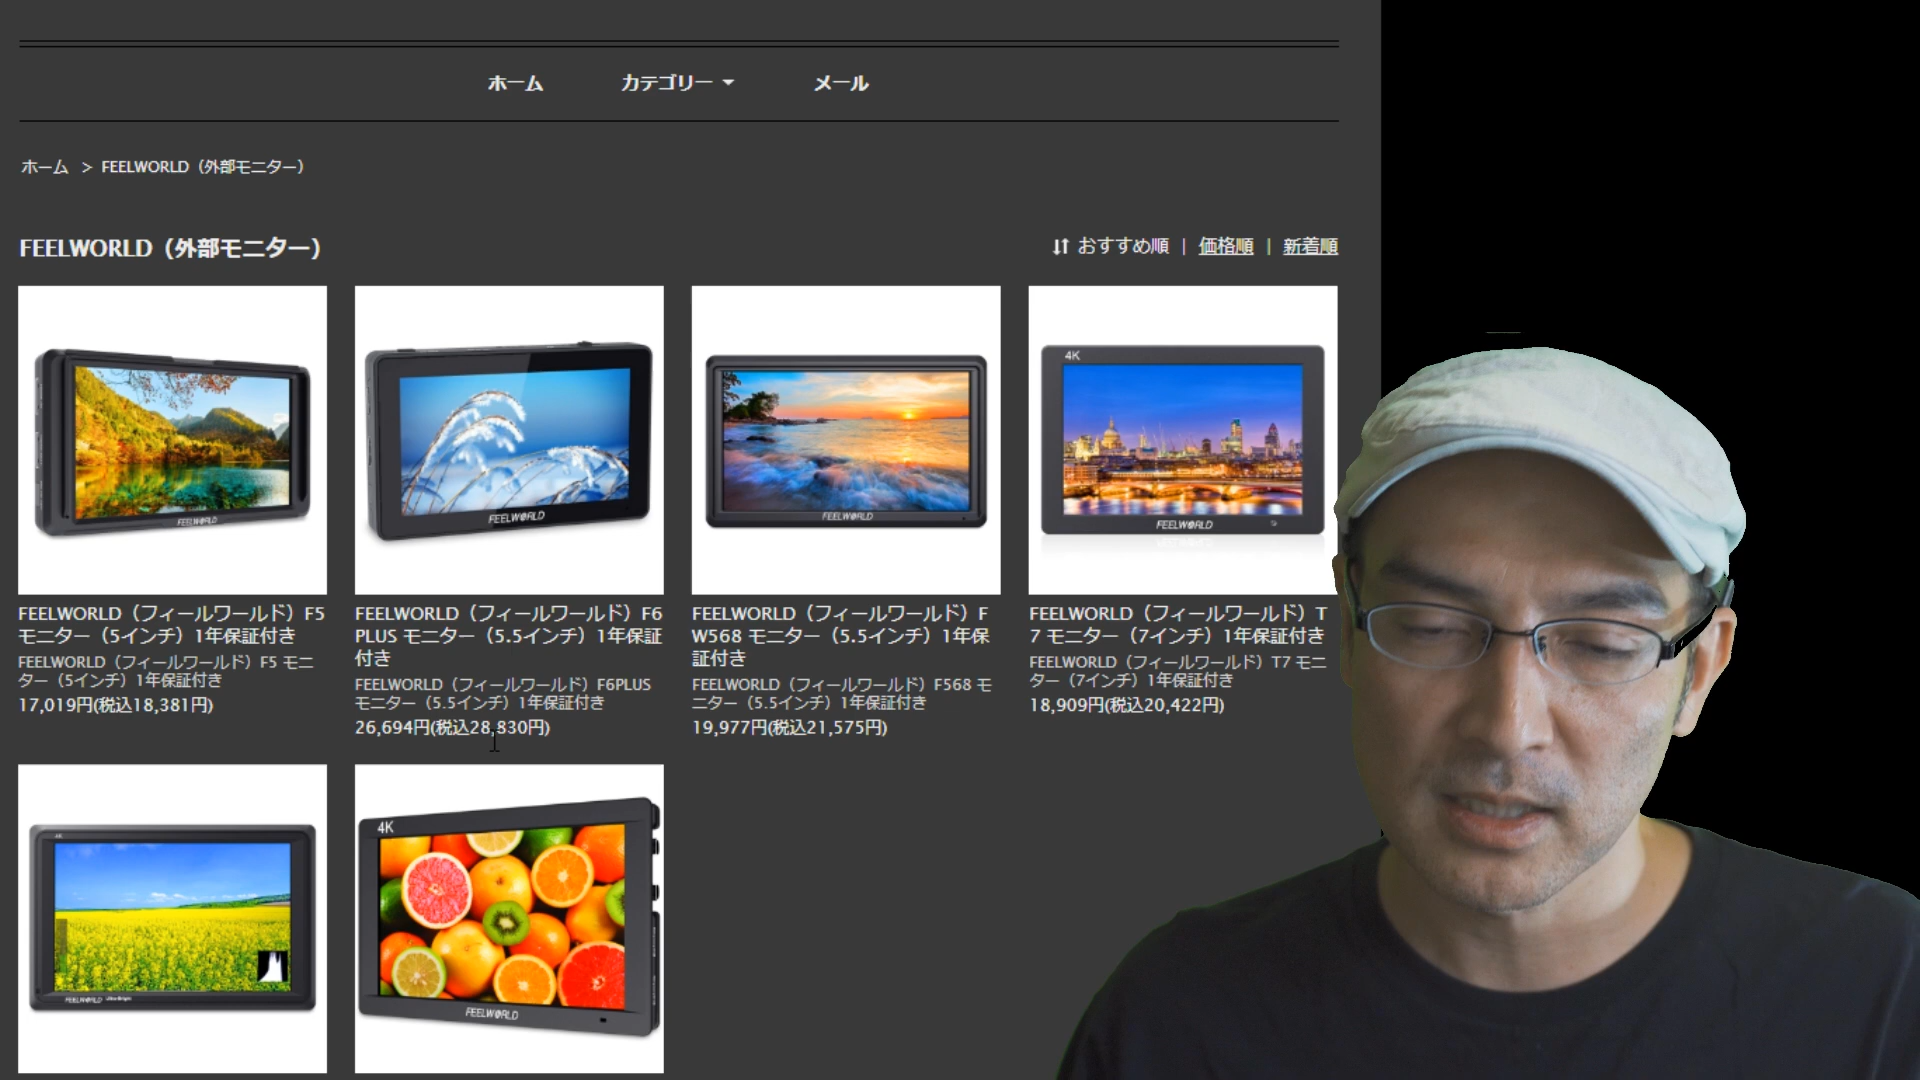 ホーム カテゴリー メール
ホーム > FEELWORLD（外部モニター）
FEELWORLD（外部モニター）
おすすめ順 | 価格順 | 新着順
FEELWORLD
FEELWORLD
FEELWORLD
4K
FEELWORLD
FEELWORLD（フィールワールド）F5
モニター（5インチ）1年保証付き
FEELWORLD（フィールワールド）F5 モニ
ター（5インチ）1年保証付き
17,019円(税込18,381円)
FEELWORLD（フィールワールド）F6
PLUS モニター（5.5インチ）1年保証
付き
FEELWORLD（フィールワールド）F6PLUS
モニター（5.5インチ）1年保証付き
26,694円(税込28,830円)
FEELWORLD（フィールワールド）F
W568 モニター（5.5インチ）1年保
証付き
FEELWORLD（フィールワールド）F568 モ
ニター（5.5インチ）1年保証付き
19,977円(税込21,575円)
FEELWORLD（フィールワールド）T
7 モニター（7インチ）1年保証付き
FEELWORLD（フィールワールド）T7 モニ
ター（7インチ）1年保証付き
18,909円(税込20,422円)
4K
FEELWORLD
4K
FEELWORLD